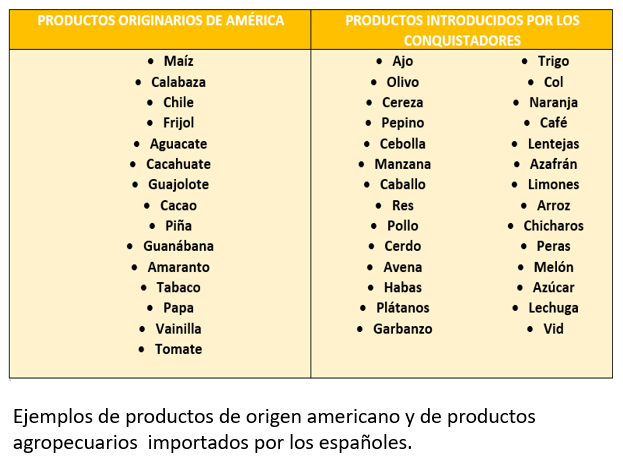 PRODUCTOS ORIGINARIOS DE AMÉRICA
PRODUCTOS INTRODUCIDOS POR LOS
CONQUISTADORES
• Maíz
• Calabaza
• Chile
• Frijol
• Aguacate
• Cacahuate
• Guajolote
• Cacao
• Piña
• Guanábana
• Amaranto
• Tabaco
• Papa
• Vainilla
• Tomate
• Ajo
• Olivo
• Cereza
• Pepino
• Cebolla
• Manzana
• Caballo
• Res
• Pollo
• Cerdo
• Avena
• Habas
• Plátanos
• Garbanzo
• Trigo
• Col
• Naranja
• Café
• Lentejas
• Azafrán
• Limones
• Arroz
• Chicharos
• Peras
• Melón
• Azúcar
• Lechuga
• Vid
Ejemplos de productos de origen americano y de productos
agropecuarios  importados por los españoles.